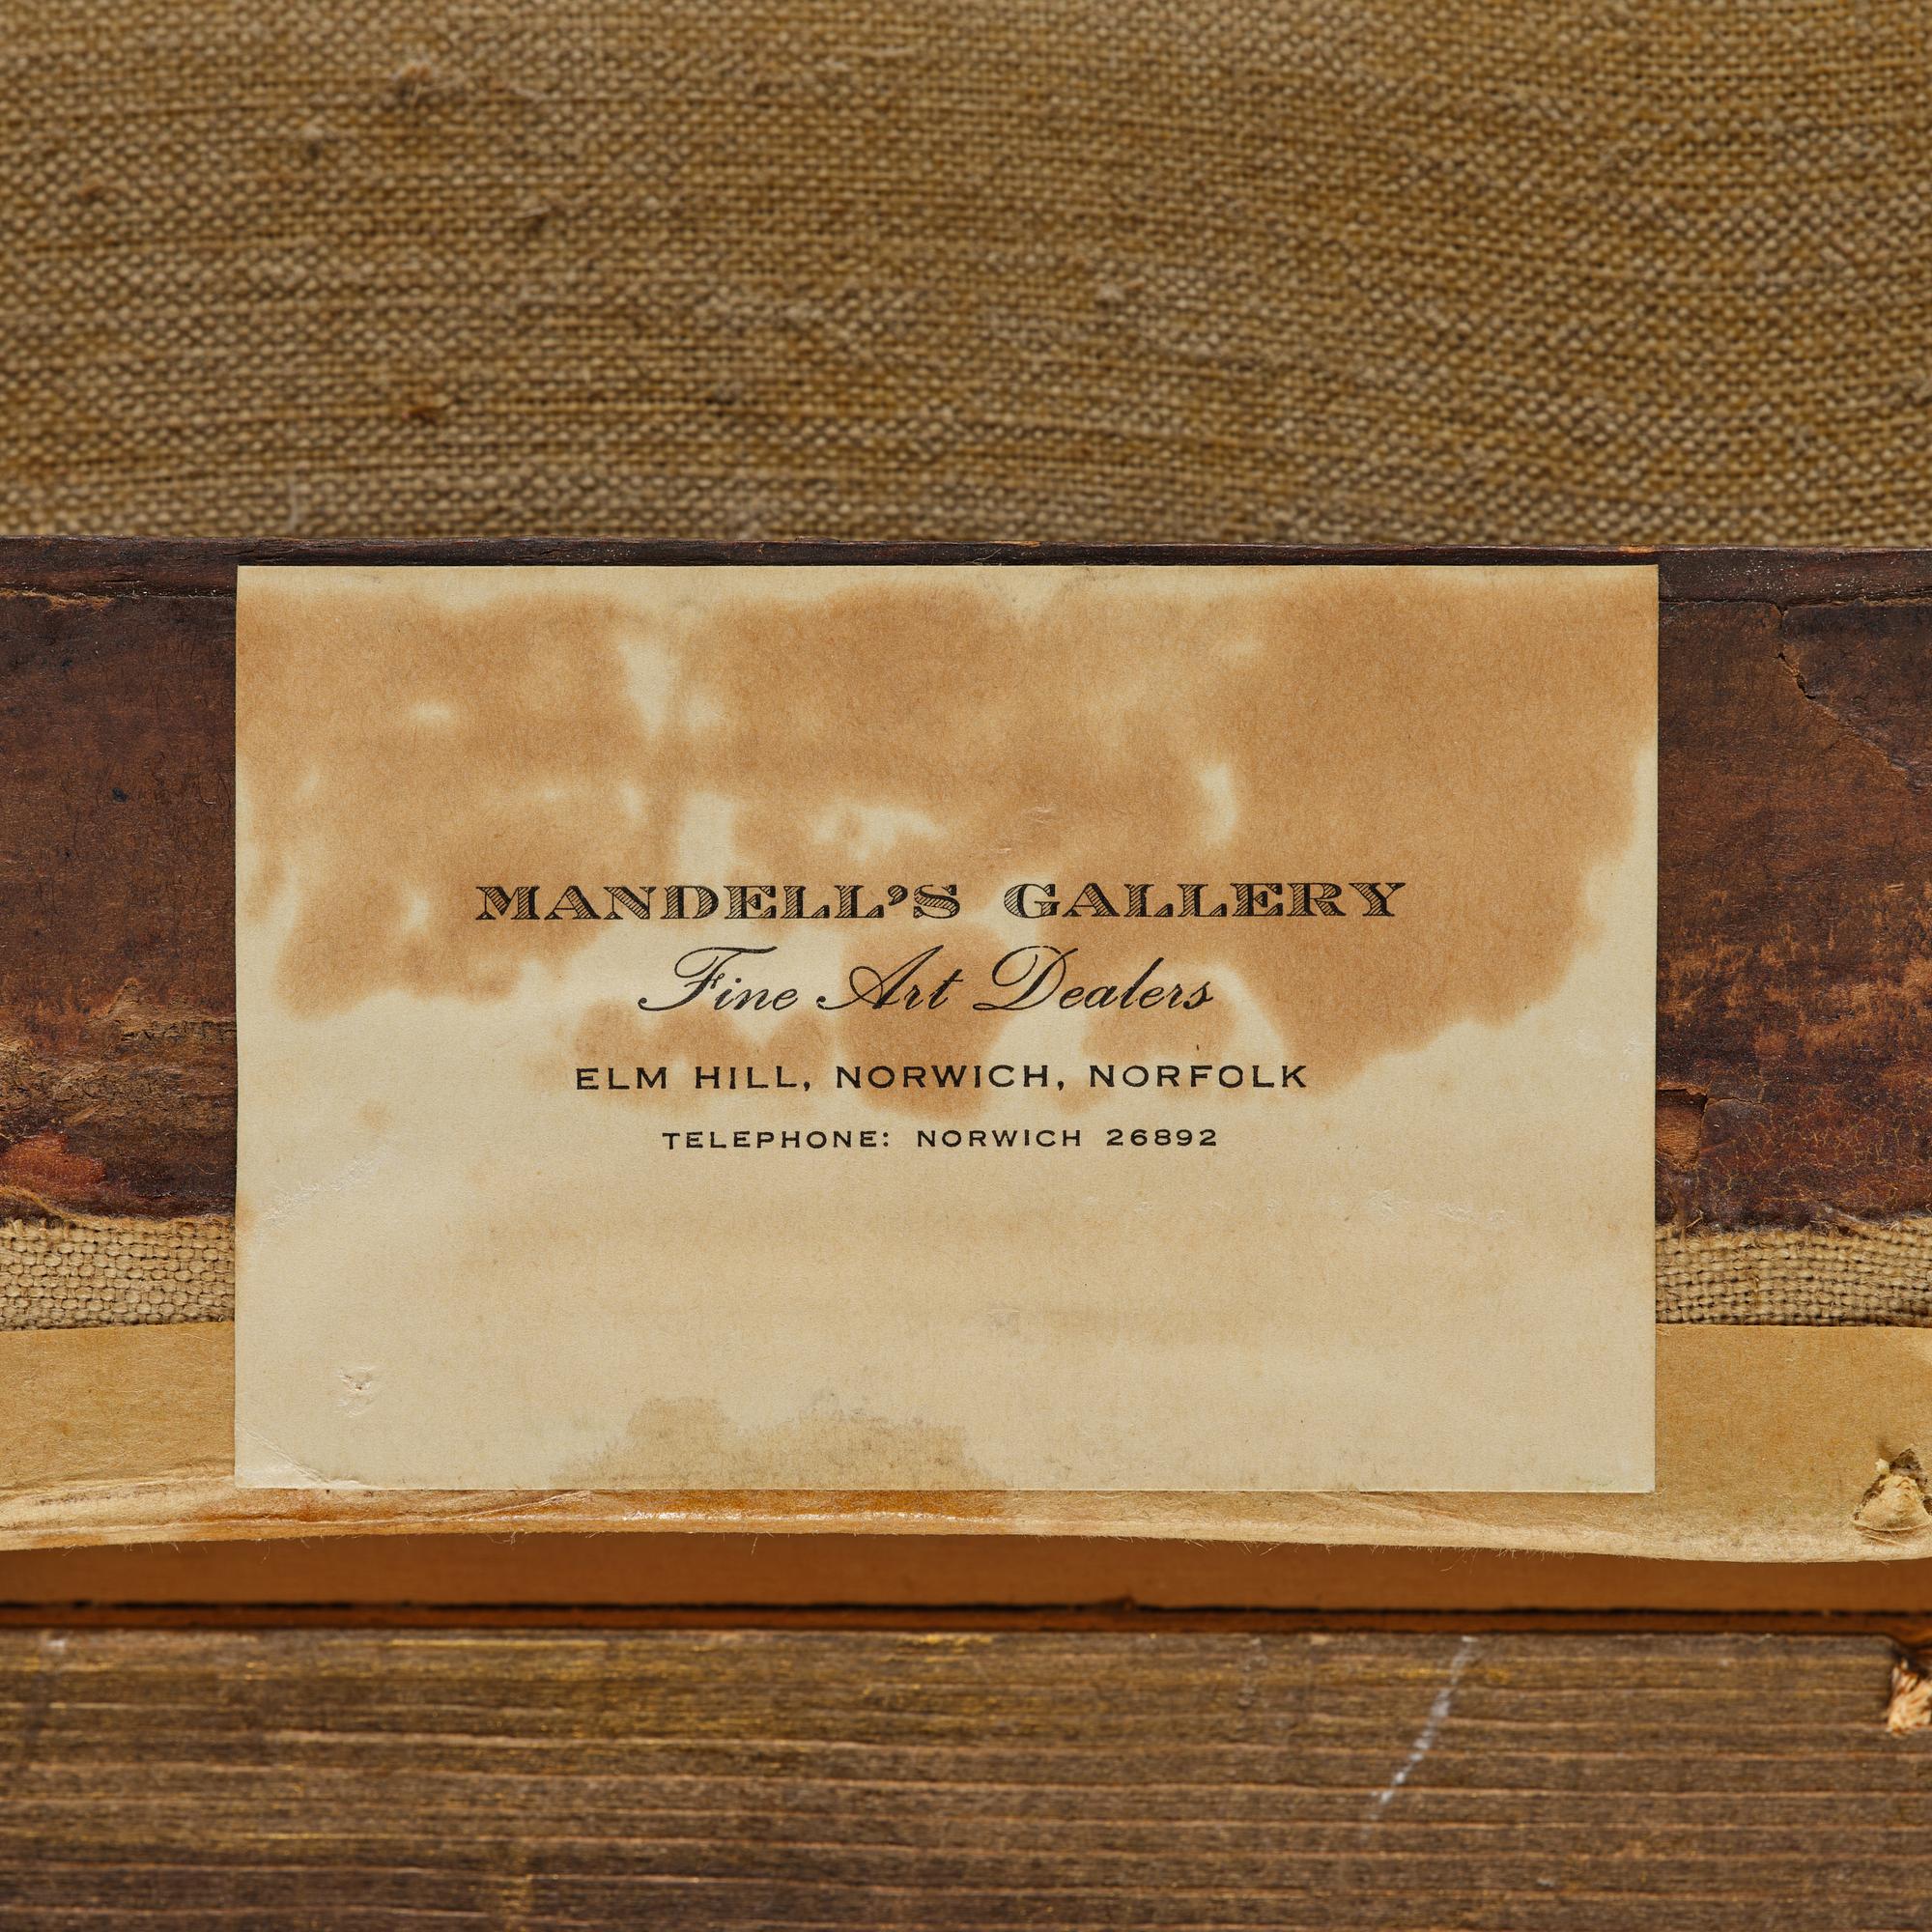 MANDELL'S GALLERY
Fine Art Dealers
ELM HILL, NORWICH, NORFOLK
TELEPHONE: NORWICH 26892